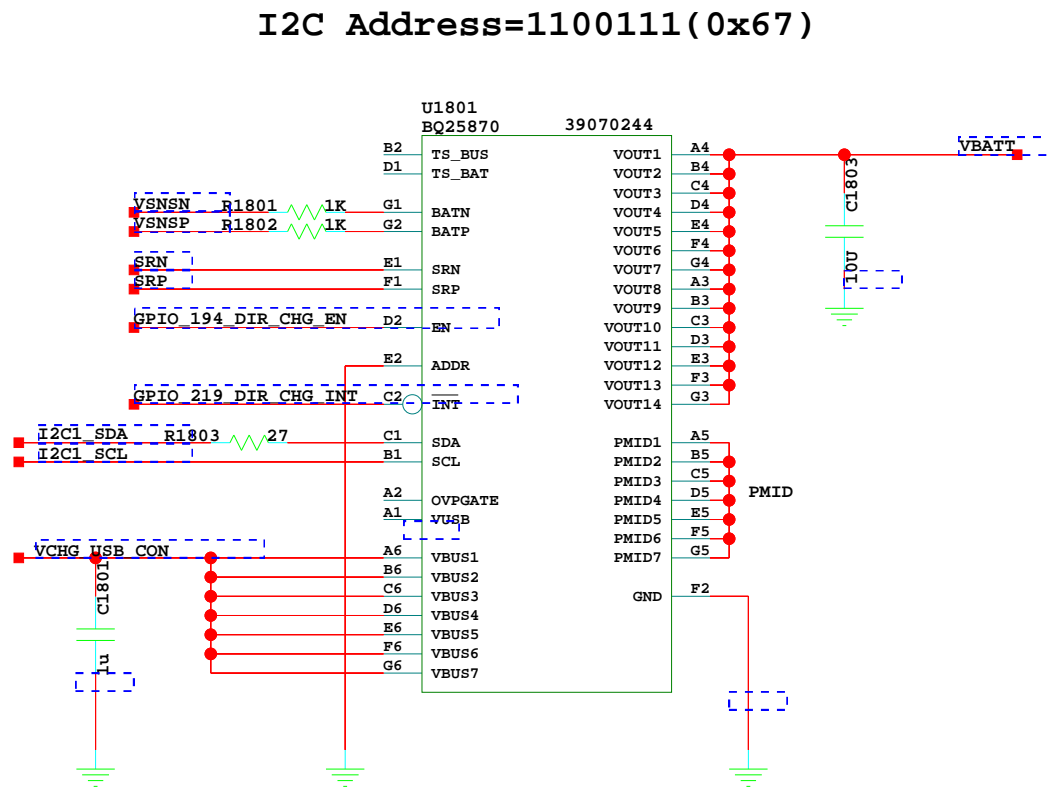 I2C Address=1100111(0x67)
U1801
BQ25870 39070244
B2 TS_BUS VOUT1 A4 VBATT
D1 TS_BAT VOUT2 B4
VOUT3 C4 C1803
VSNSN R1801 1K G1 BATN VOUT4 D4
VSNSP R1802 1K G2 BATP VOUT5 E4
VOUT6 F4
SRN E1 SRN VOUT7 G4 10U
SRP F1 SRP VOUT8 A3
VOUT9 B3
GPIO_194_DIR_CHG_EN D2 EN VOUT10 C3
VOUT11 D3
E2 ADDR VOUT12 E3
VOUT13 F3
GPIO_219_DIR_CHG_INT C2 INT VOUT14 G3
I2C1_SDA R1803 27 C1 SDA PMID1 A5
I2C1_SCL B1 SCL PMID2 B5
PMID3 C5
A2 OVPGATE PMID4 D5 PMID
A1 VUSB PMID5 E5
PMID6 F5
VCHG_USB_CON A6 VBUS1 PMID7 G5
B6 VBUS2
C1801 C6 VBUS3 GND F2
D6 VBUS4
E6 VBUS5
1u F6 VBUS6
G6 VBUS7